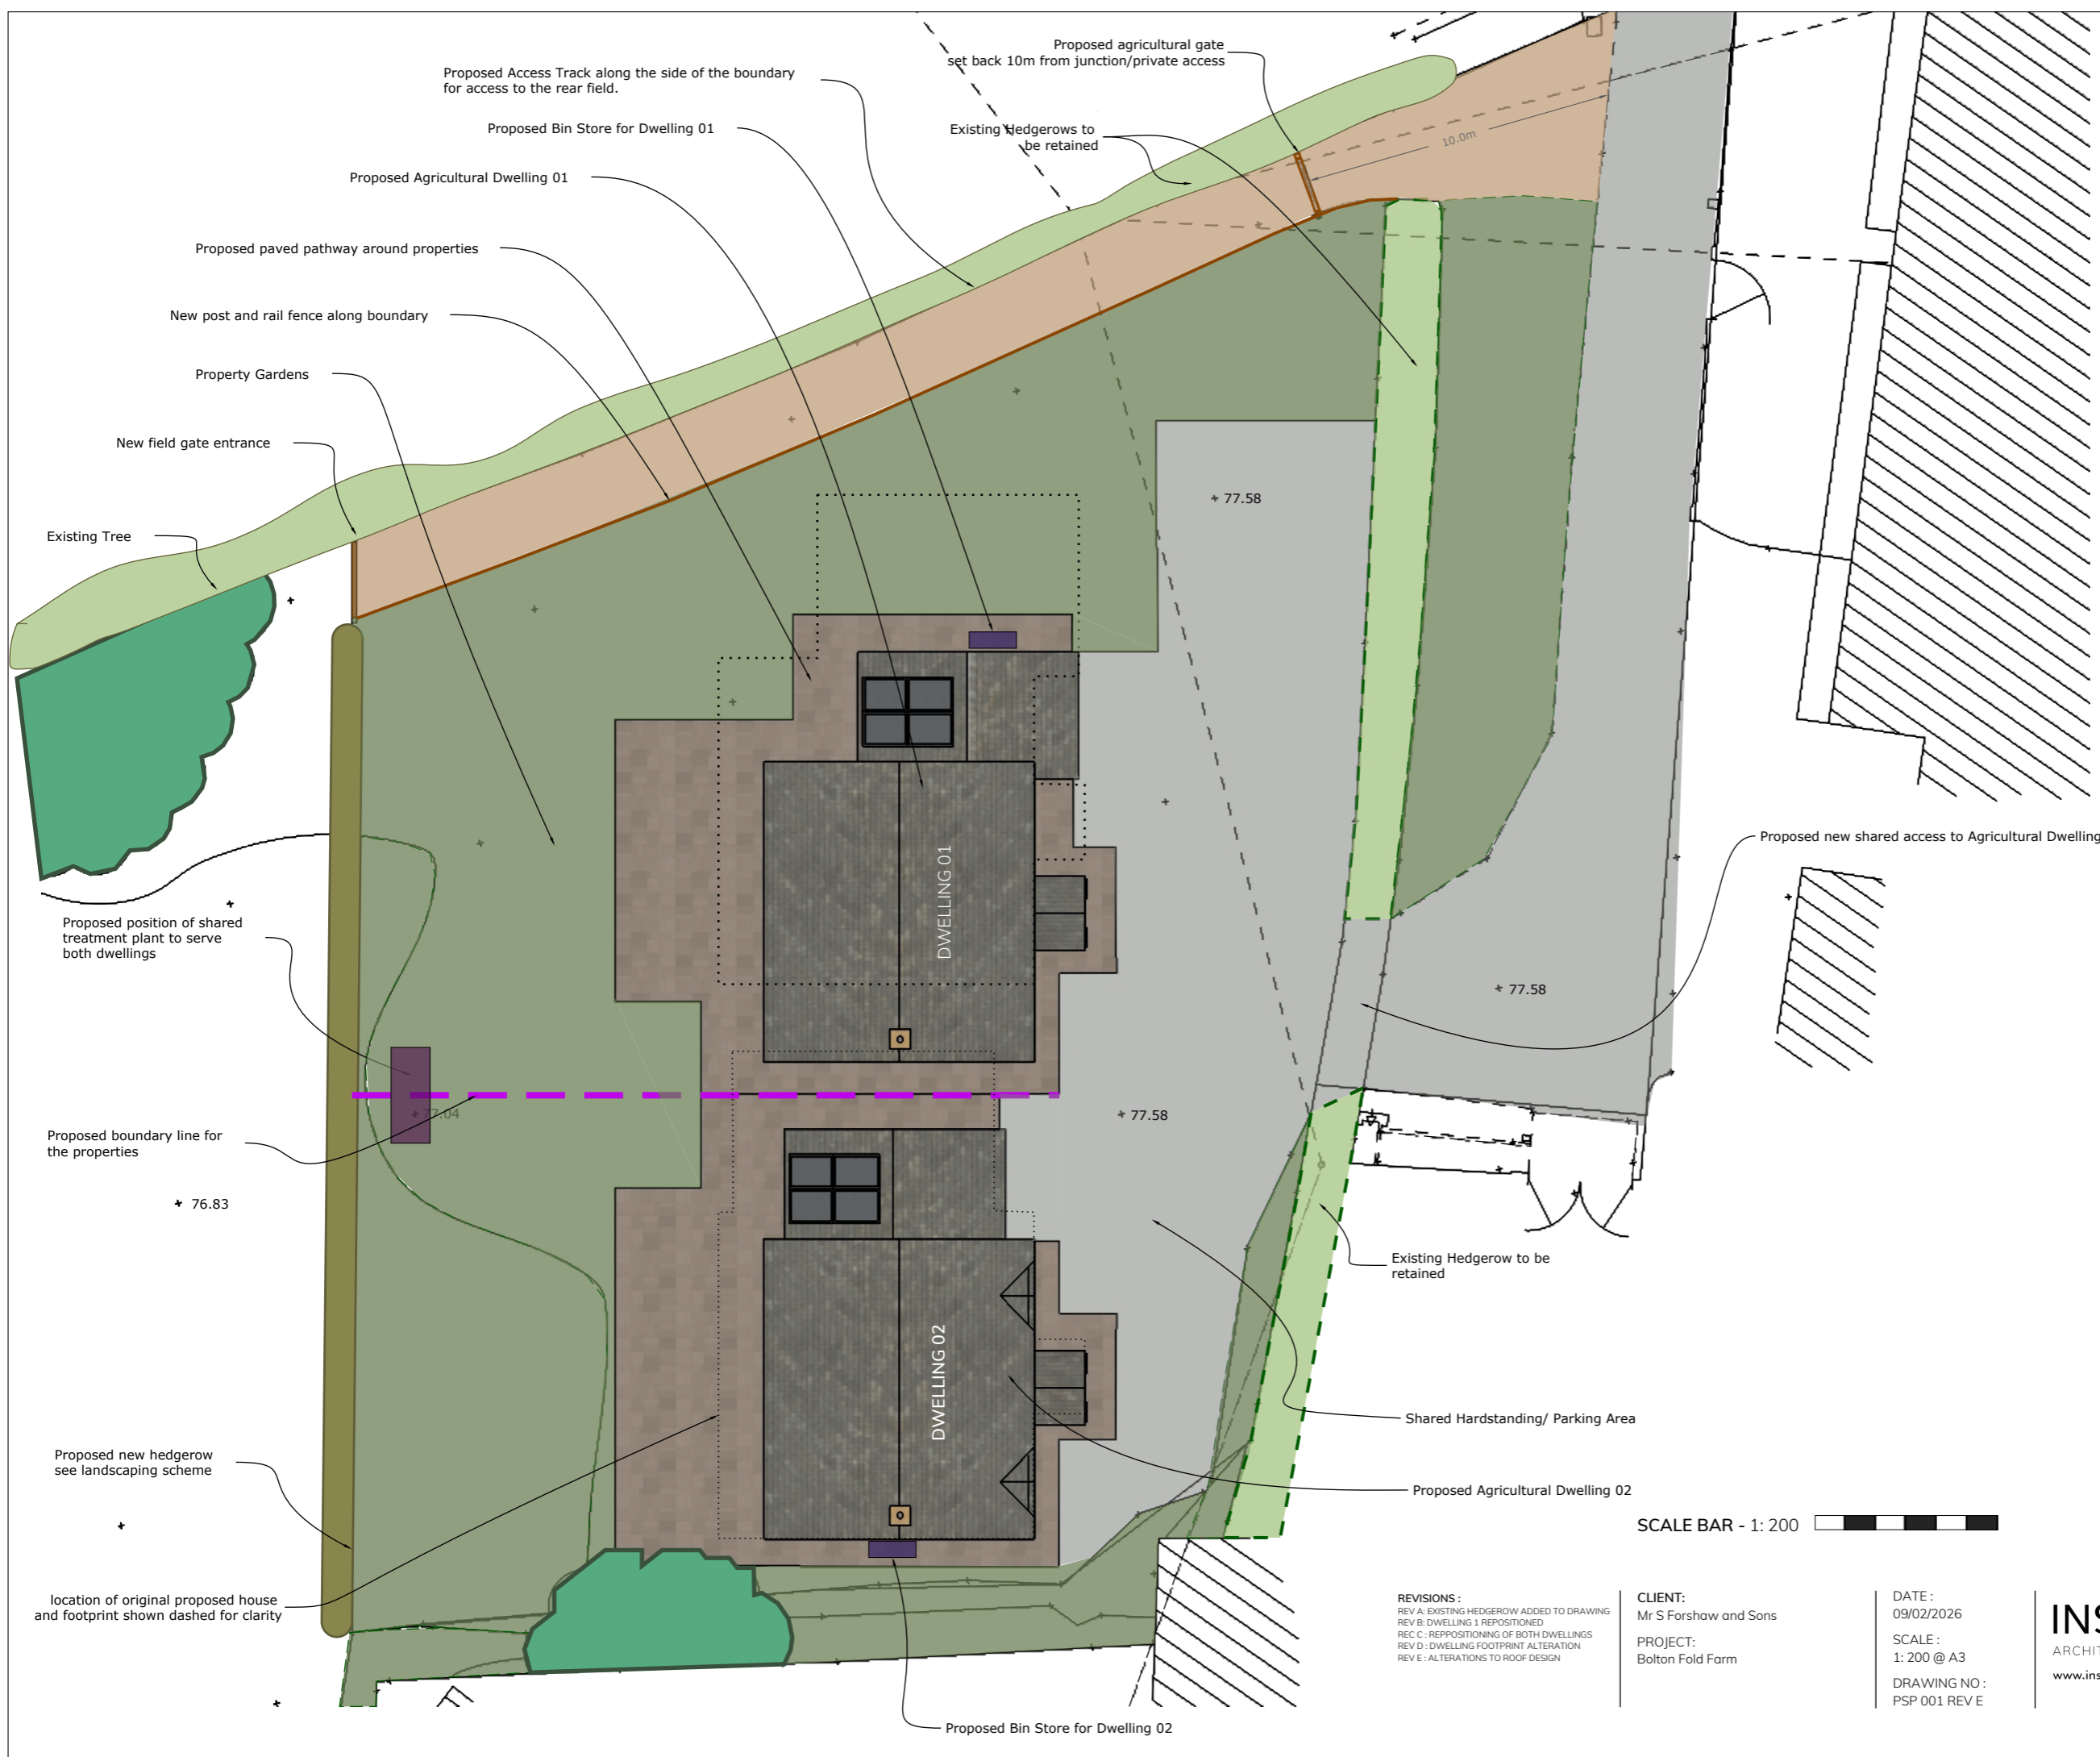 Proposed agricultural gate
set back 10m from junction/private access
Proposed Access Track along the side of the boundary
for access to the rear field.
Proposed Bin Store for Dwelling 01
Existing Hedgerows to
be retained
10.0m
Proposed Agricultural Dwelling 01
Proposed paved pathway around properties
New post and rail fence along boundary
Property Gardens
New field gate entrance
77.58
Existing Tree
Proposed new shared access to Agricultural Dwelling
DWELLING 01
Proposed position of shared
treatment plant to serve
both dwellings
77.58
77.04
77.58
Proposed boundary line for
the properties
76.83
Existing Hedgerow to be
retained
DWELLING 02
Shared Hardstanding/ Parking Area
Proposed new hedgerow
see landscaping scheme
Proposed Agricultural Dwelling 02
SCALE BAR - 1: 200
location of original proposed house
and footprint shown dashed for clarity
Proposed Bin Store for Dwelling 02
REVISIONS :
REV A: EXISTING HEDGEROW ADDED TO DRAWING
REV B: DWELLING 1 REPOSITIONED
REC C : REPPOSITIONING OF BOTH DWELLINGS
REV D : DWELLING FOOTPRINT ALTERATION
REV E : ALTERATIONS TO ROOF DESIGN
CLIENT:
Mr S Forshaw and Sons
PROJECT:
Bolton Fold Farm
DATE :
09/02/2026
SCALE :
1: 200 @ A3
DRAWING NO :
PSP 001 REV E
INS
ARCHIT
www.ins